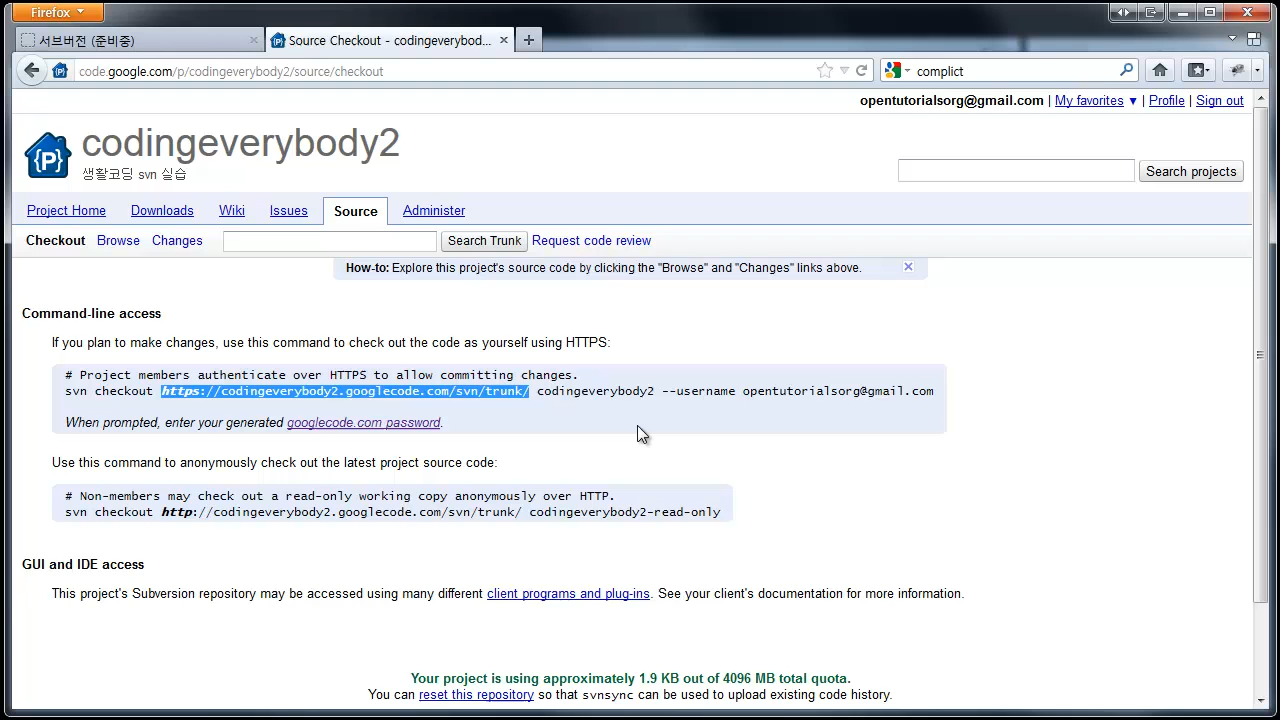 Firefox
서브버전 (준비중)
Source Checkout - codingeverybod...
code.google.com/p/codingeverybody2/source/checkout
complict
opentutorialsorg@gmail.com | My favorites ▼ | Profile | Sign out
{P}
codingeverybody2
생활코딩 svn 실습
Search projects
Project Home
Downloads
Wiki
Issues
Source
Administer
Checkout
Browse
Changes
Search Trunk
Request code review
How-to: Explore this project's source code by clicking the "Browse" and "Changes" links above.
Command-line access
If you plan to make changes, use this command to check out the code as yourself using HTTPS:
# Project members authenticate over HTTPS to allow committing changes.
svn checkout https://codingeverybody2.googlecode.com/svn/trunk/ codingeverybody2 --username opentutorialsorg@gmail.com
When prompted, enter your generated googlecode.com password.
Use this command to anonymously check out the latest project source code:
# Non-members may check out a read-only working copy anonymously over HTTP.
svn checkout http://codingeverybody2.googlecode.com/svn/trunk/ codingeverybody2-read-only
GUI and IDE access
This project's Subversion repository may be accessed using many different client programs and plug-ins. See your client's documentation for more information.
Your project is using approximately 1.9 KB out of 4096 MB total quota.
You can reset this repository so that svnsync can be used to upload existing code history.